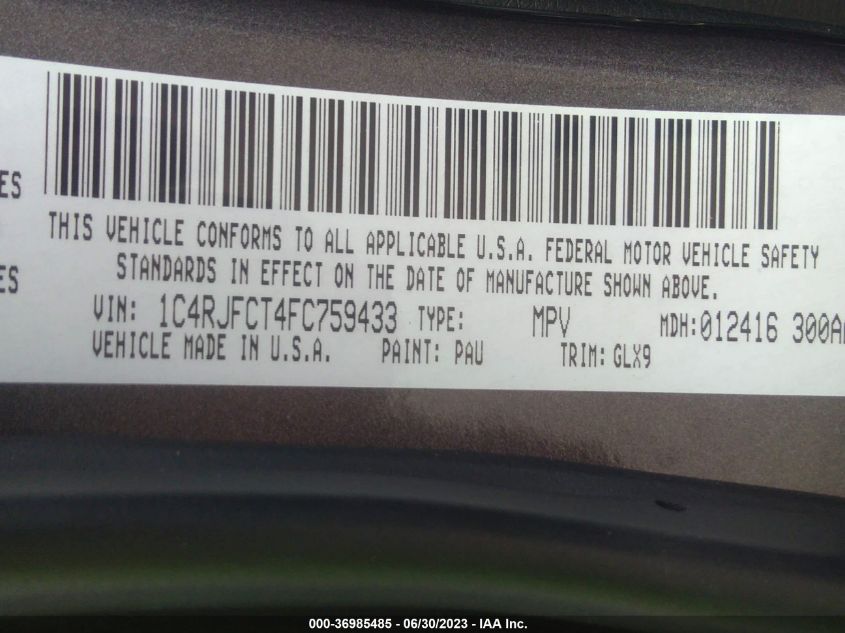 ES
THIS VEHICLE CONFORMS TO ALL APPLICABLE U.S.A. FEDERAL MOTOR VEHICLE SAFETY
ES
STANDARDS IN EFFECT ON THE DATE OF MANUFACTURE SHOWN ABOVE.
VIN: 1C4RJFCT4FC759433 TYPE: MPV MDH:012416 300A
VEHICLE MADE IN U.S.A. PAINT: PAU TRIM: GLX9
000-36985485 - 06/30/2023 - IAA Inc.